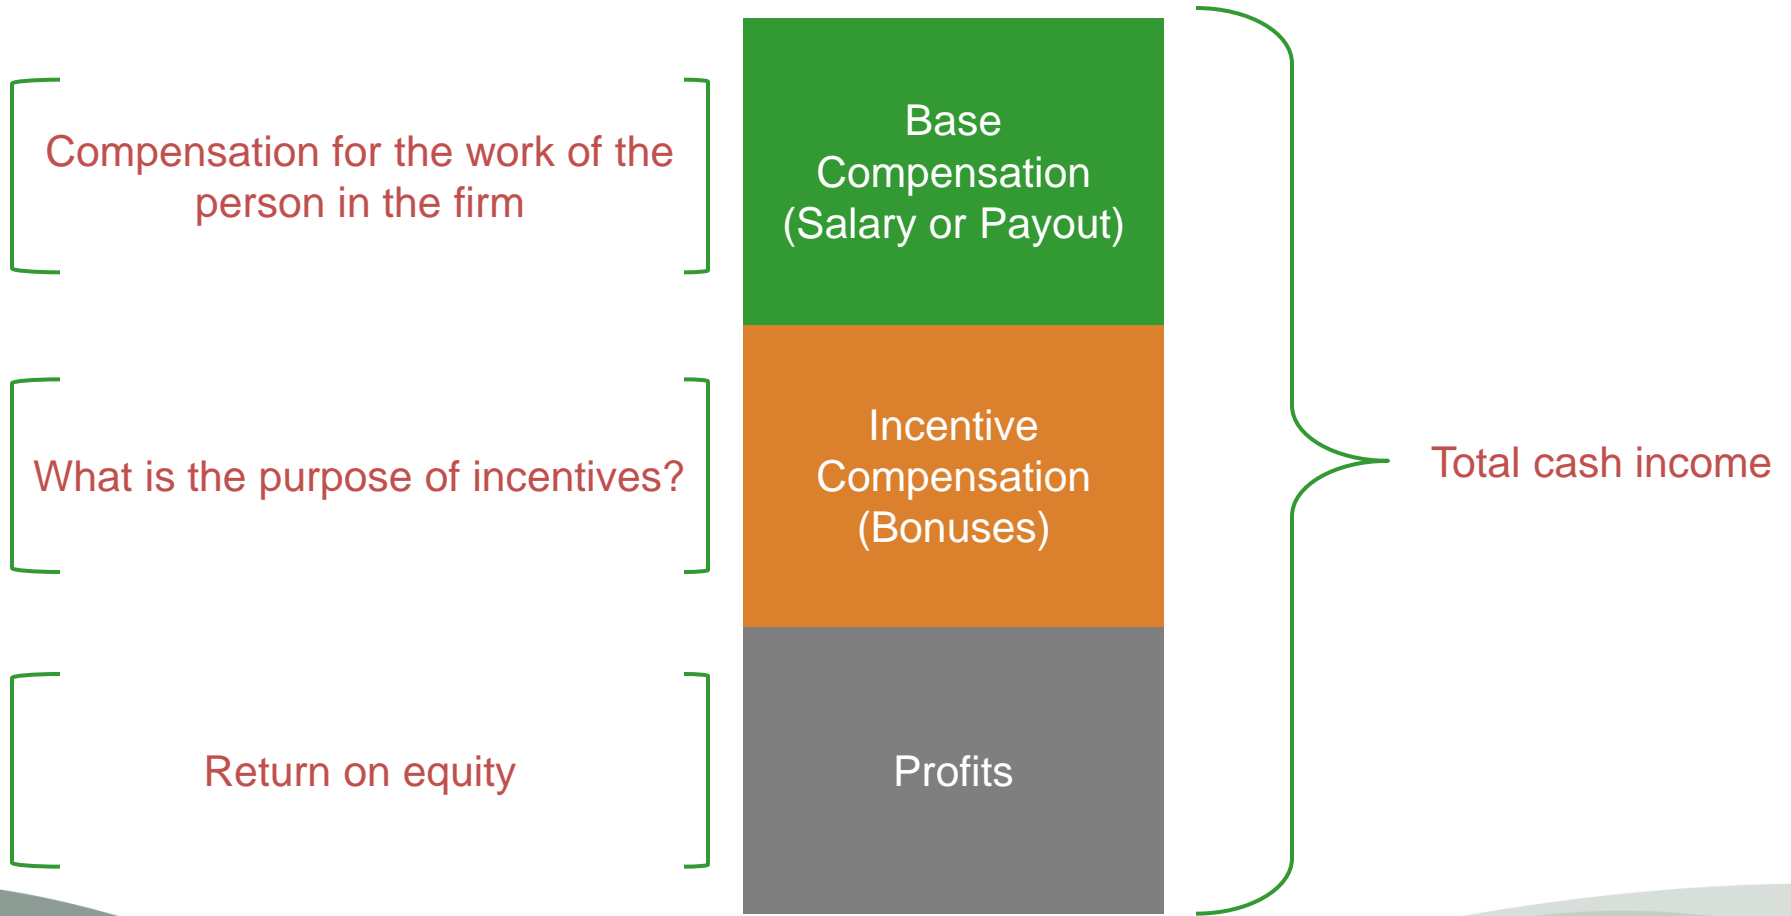 Compensation for the work of the
person in the firm
Base
Compensation
(Salary or Payout)
What is the purpose of incentives?
Incentive
Compensation
(Bonuses)
Total cash income
Return on equity
Profits